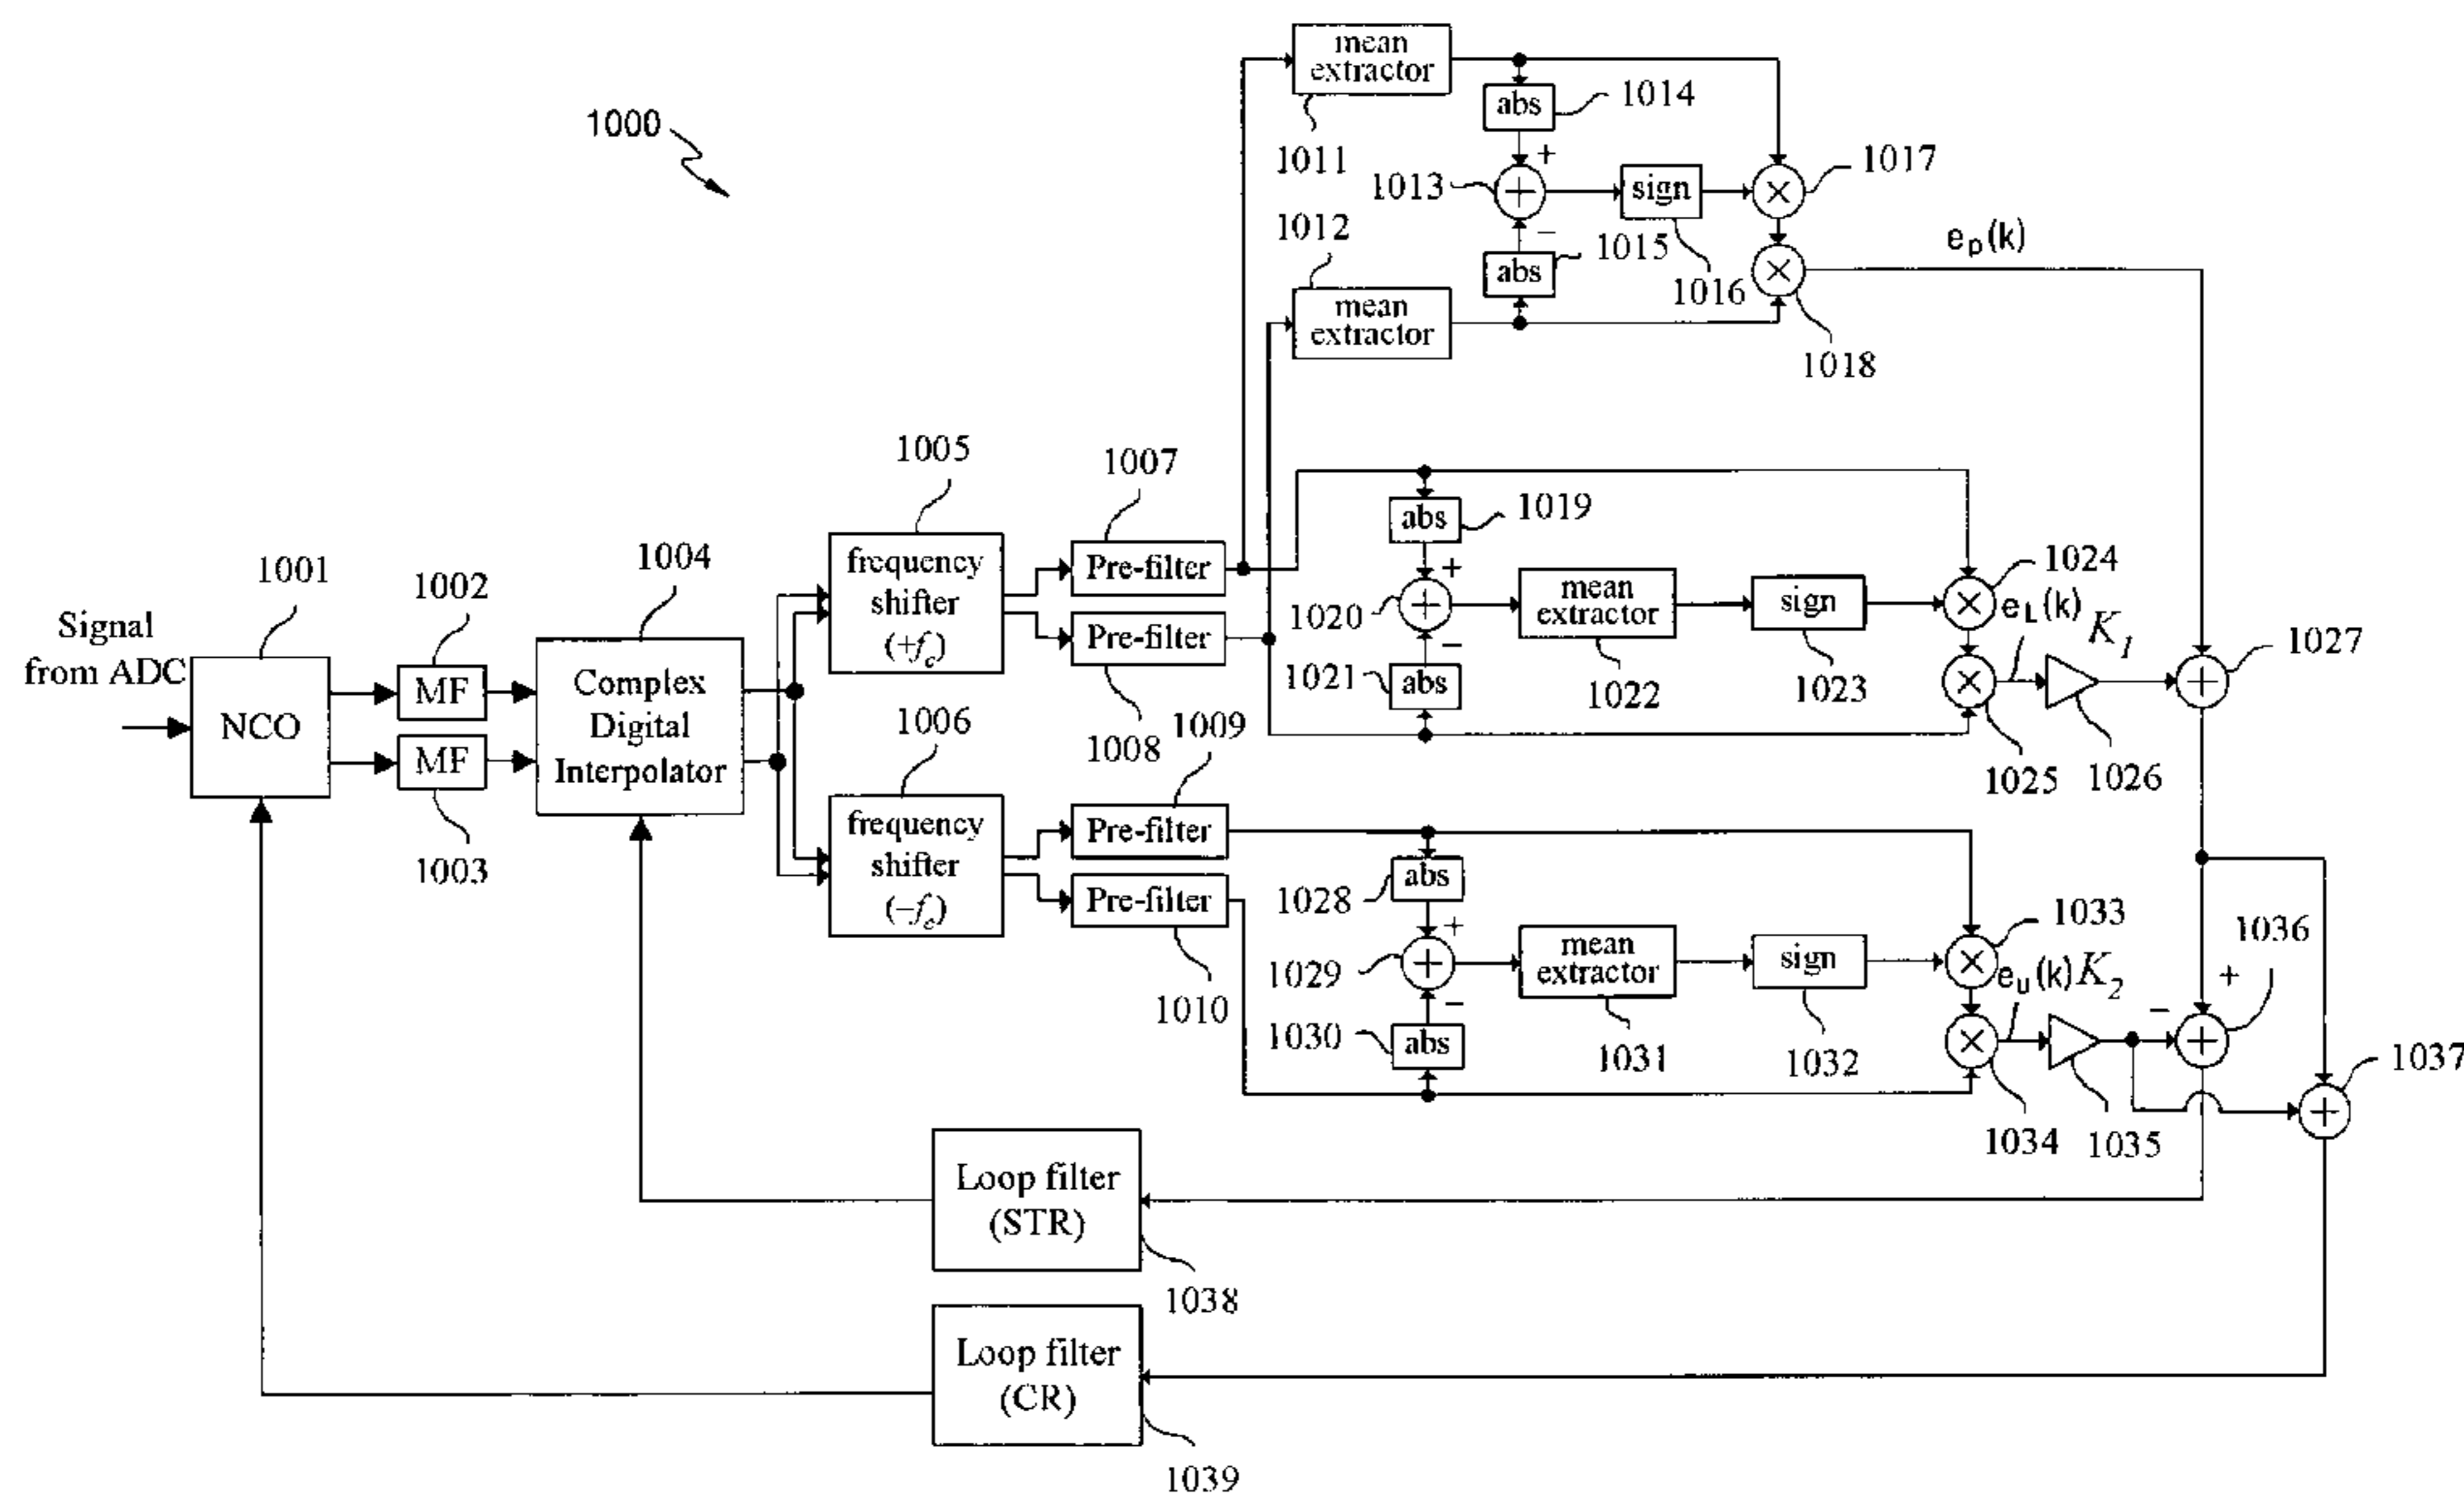 1000
mean
extractor
1011
abs
1014
+
1013
+
sign
×
1017
1012
−
abs
1015
1016
×
1018
mean
extractor
e_p(k)
1005
frequency
shifter
(+f_c)
1007
Pre-filter
Pre-filter
1008
abs
1019
+
1020
+
−
1021
abs
mean
extractor
1022
sign
1023
×
1024
e_L(k)
K_1
×
1025
1026
+
1027
Signal
from ADC
1001
NCO
1002
MF
MF
1003
1004
Complex
Digital
Interpolator
1006
frequency
shifter
(−f_c)
1009
Pre-filter
Pre-filter
1010
1028
abs
+
1029
+
−
1030
abs
mean
extractor
1031
sign
1032
×
1033
e_u(k)
K_2
×
1034
1035
1036
+
−
+
1037
+
Loop filter
(STR)
1038
Loop filter
(CR)
1039